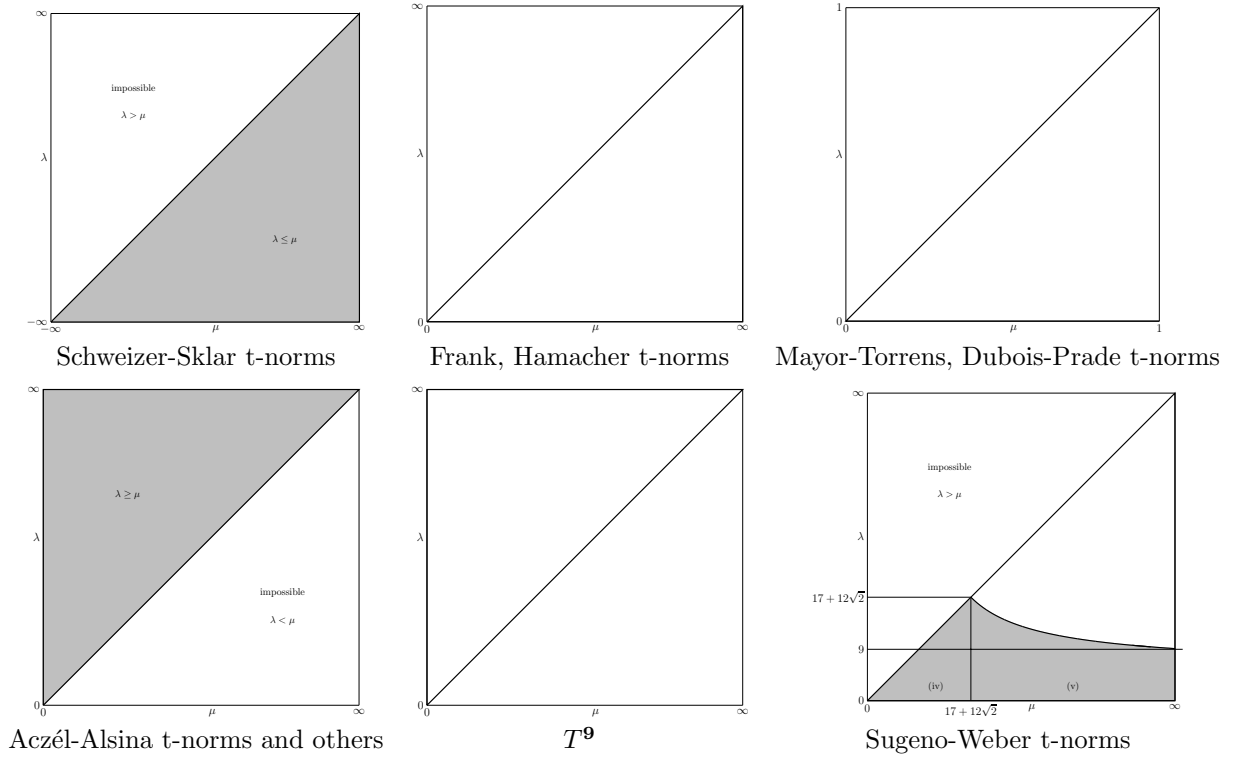 ∞
impossible
λ > μ
λ
λ ≤ μ
−∞
−∞
μ
∞
Schweizer-Sklar t-norms
∞
λ
0
0
μ
∞
Frank, Hamacher t-norms
1
λ
0
0
μ
1
Mayor-Torrens, Dubois-Prade t-norms
∞
λ ≥ μ
λ
impossible
λ < μ
0
0
μ
∞
Aczél-Alsina t-norms and others
∞
λ
0
0
μ
∞
T⁹
∞
impossible
λ > μ
λ
17 + 12√2
9
(iv)
(v)
0
0
17 + 12√2
μ
∞
Sugeno-Weber t-norms